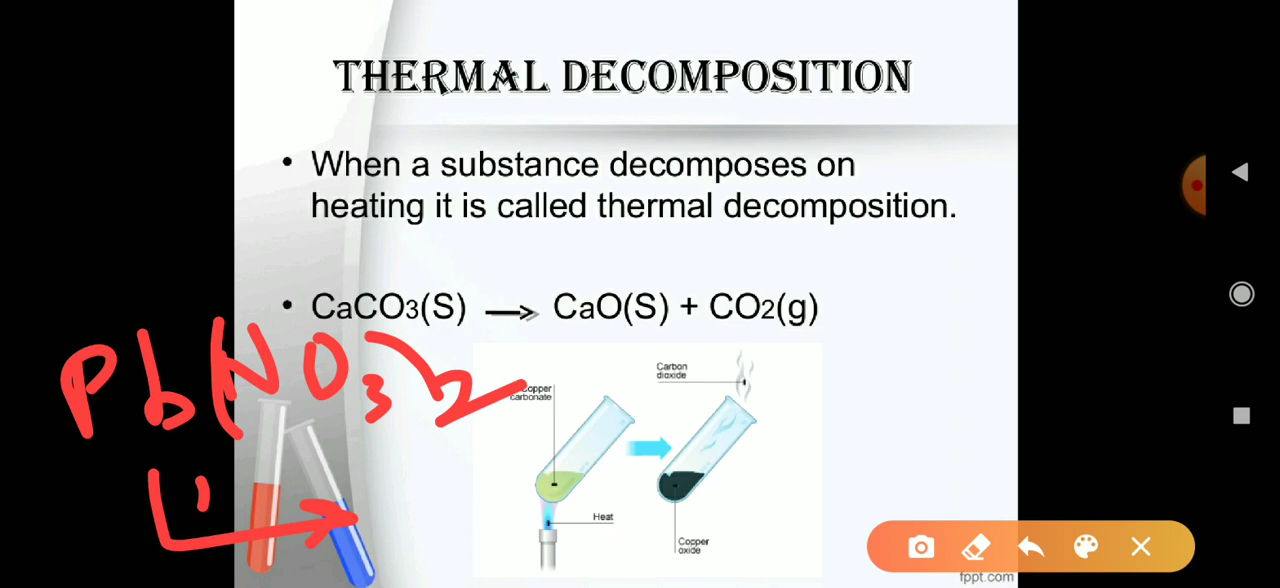 THERMAL DECOMPOSITION
• When a substance decomposes on
heating it is called thermal decomposition.
• CaCO3(S) → CaO(S) + CO2(g)
Pb(NO3)2
Copper
carbonate
Carbon
dioxide
Heat
Copper
oxide
fppt.com